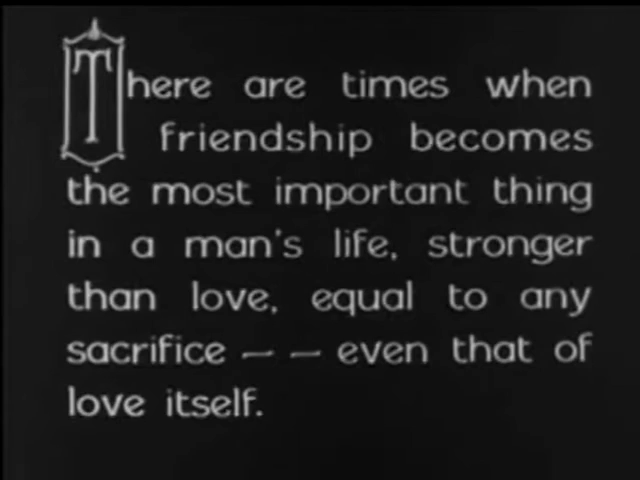 There are times when
friendship becomes
the most important thing
in a man's life, stronger
than love, equal to any
sacrifice — — even that of
love itself.